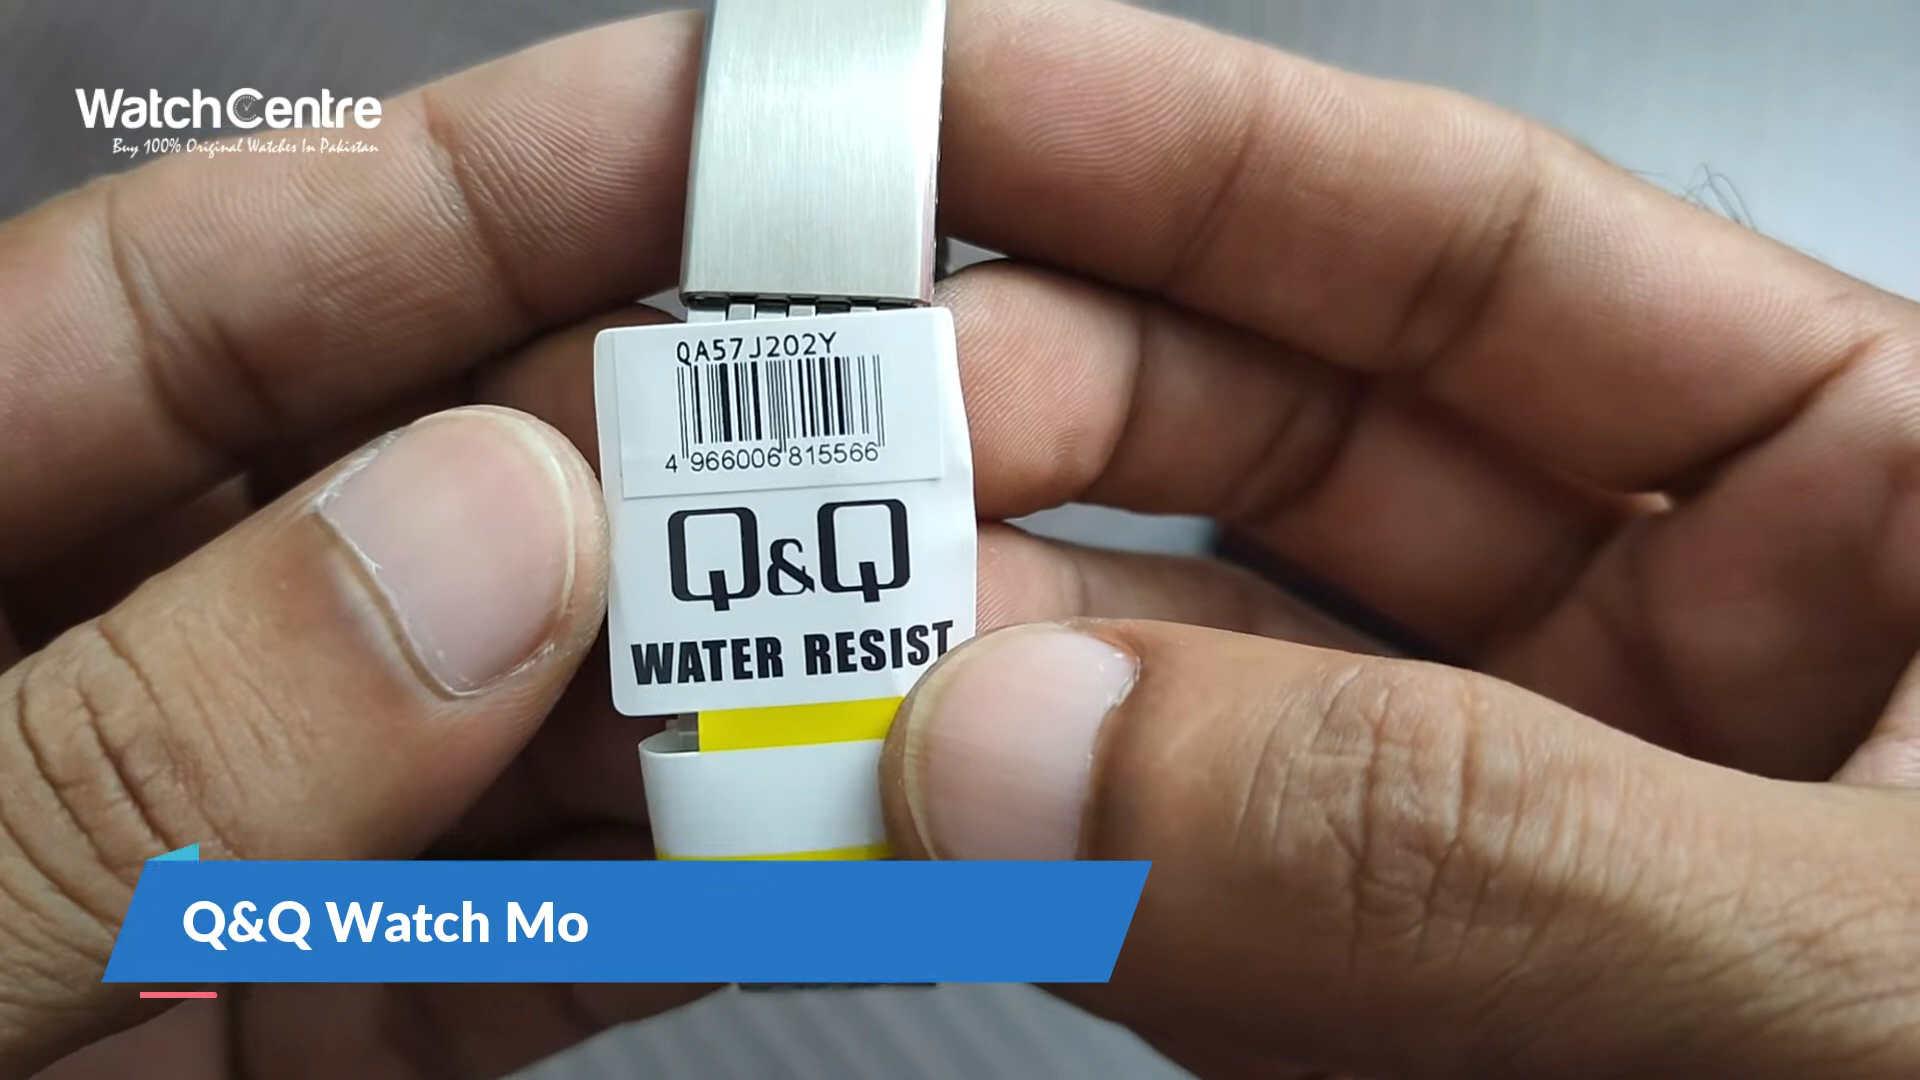 WatchCentre
Buy 100% Original Watches In Pakistan
QA57J202Y
4 966006 815566
Q&Q
WATER RESIST
Q&Q Watch Mo